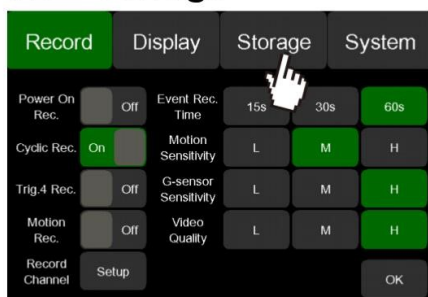 Record Display Storage System
Power On Rec. Off Event Rec. Time 15s 30s 60s
Cyclic Rec. On Motion Sensitivity L M H
Trig.4 Rec. Off G-sensor Sensitivity L M H
Motion Rec. Off Video Quality L M H
Record Channel Setup OK